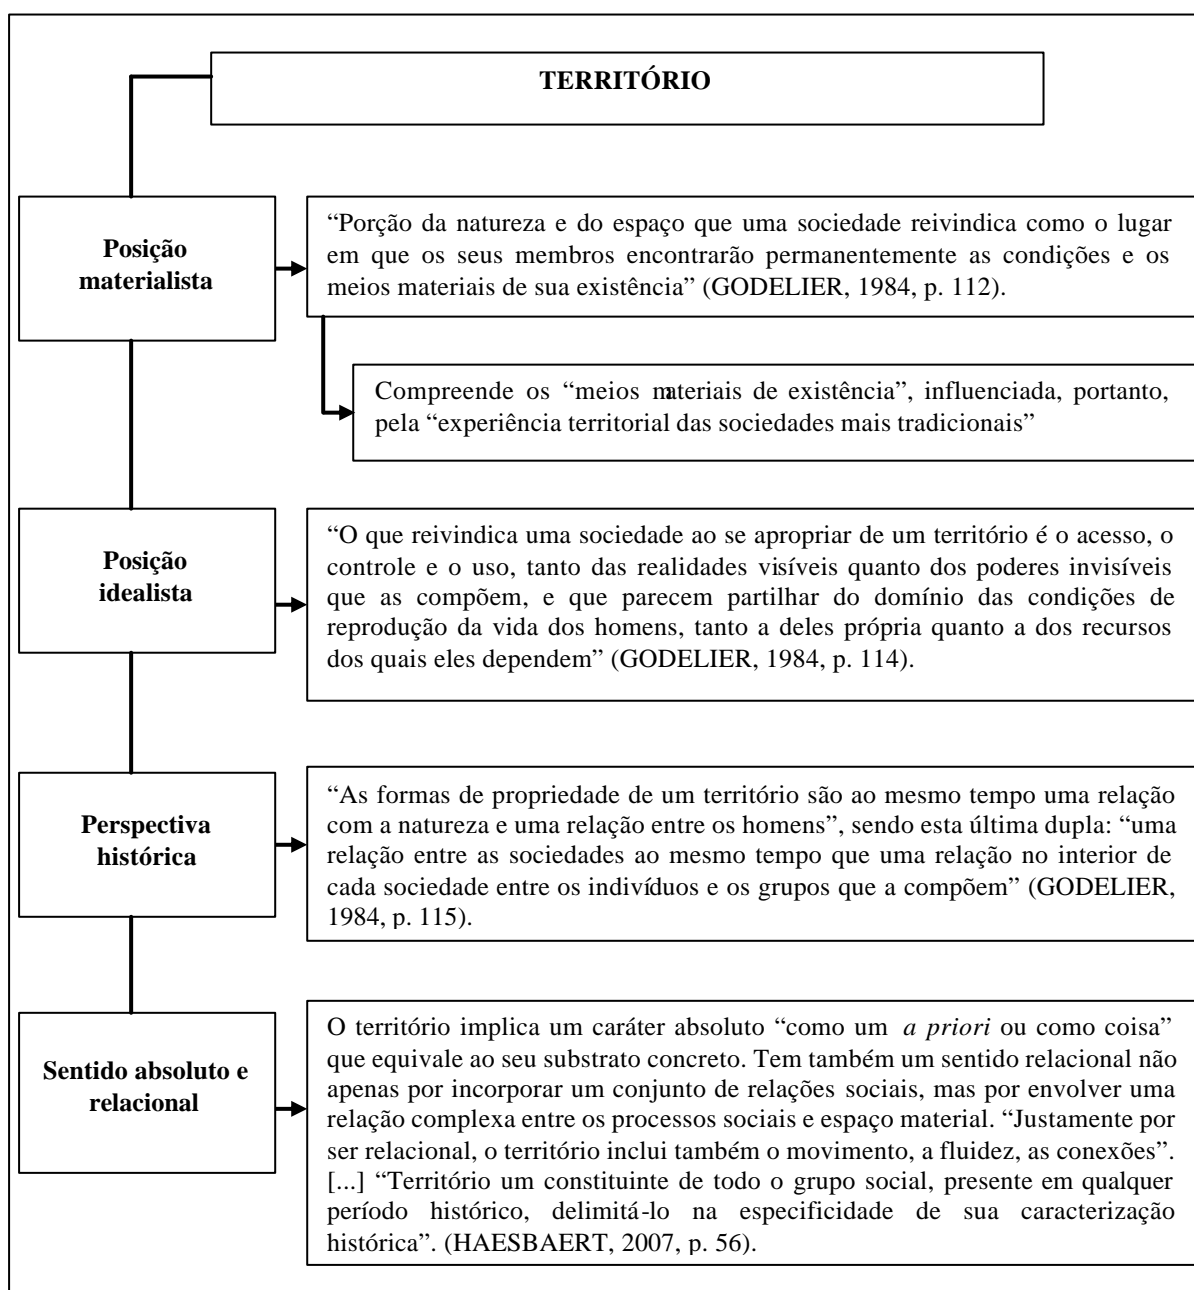 TERRITÓRIO
Posição
materialista
“Porção da natureza e do espaço que uma sociedade reivindica como o lugar
em que os seus membros encontrarão permanentemente as condições e os
meios materiais de sua existência” (GODELIER, 1984, p. 112).
Compreende os “meios materiais de existência”, influenciada, portanto,
pela “experiência territorial das sociedades mais tradicionais”
Posição
idealista
“O que reivindica uma sociedade ao se apropriar de um território é o acesso, o
controle e o uso, tanto das realidades visíveis quanto dos poderes invisíveis
que as compõem, e que parecem partilhar do domínio das condições de
reprodução da vida dos homens, tanto a deles própria quanto a dos recursos
dos quais eles dependem” (GODELIER, 1984, p. 114).
Perspectiva
histórica
“As formas de propriedade de um território são ao mesmo tempo uma relação
com a natureza e uma relação entre os homens”, sendo esta última dupla: “uma
relação entre as sociedades ao mesmo tempo que uma relação no interior de
cada sociedade entre os indivíduos e os grupos que a compõem” (GODELIER,
1984, p. 115).
Sentido absoluto e
relacional
O território implica um caráter absoluto “como um a priori ou como coisa”
que equivale ao seu substrato concreto. Tem também um sentido relacional não
apenas por incorporar um conjunto de relações sociais, mas por envolver uma
relação complexa entre os processos sociais e espaço material. “Justamente por
ser relacional, o território inclui também o movimento, a fluidez, as conexões”.
[...] “Território um constituinte de todo o grupo social, presente em qualquer
período histórico, delimitá-lo na especificidade de sua caracterização
histórica”. (HAESBAERT, 2007, p. 56).